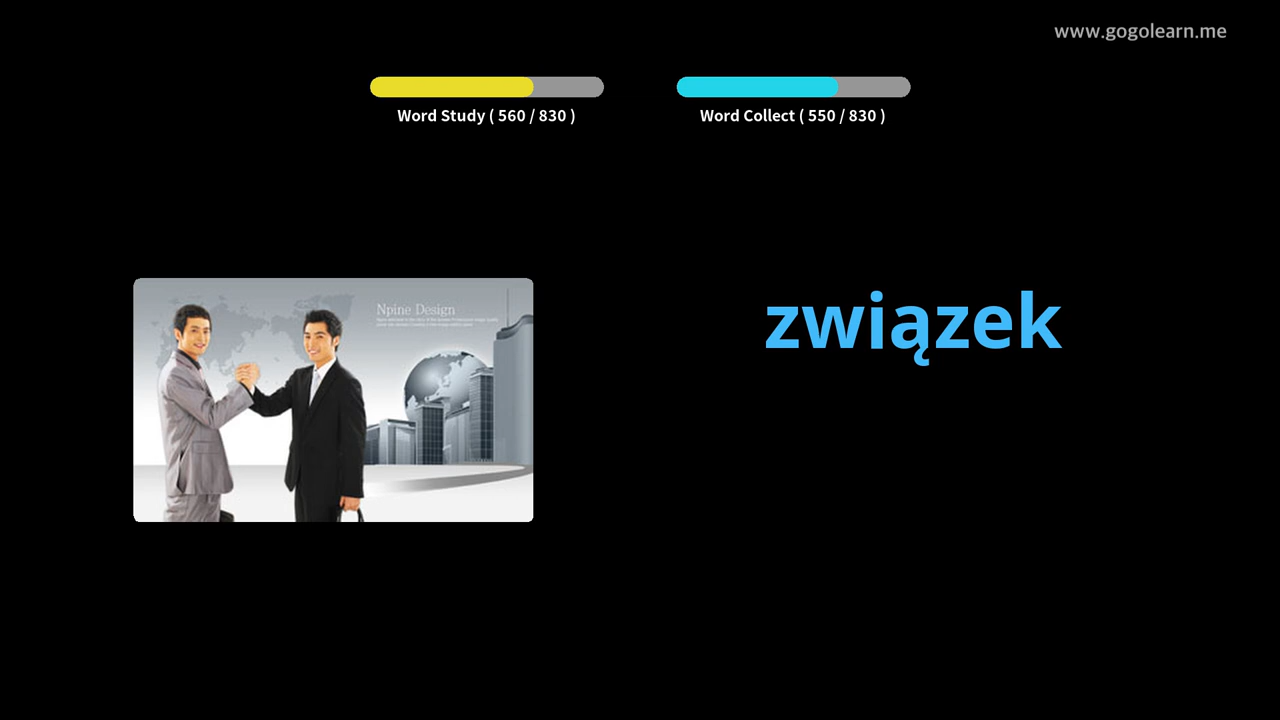 www.gogolearn.me
Word Study ( 560 / 830 )
Word Collect ( 550 / 830 )
Npine Design
związek